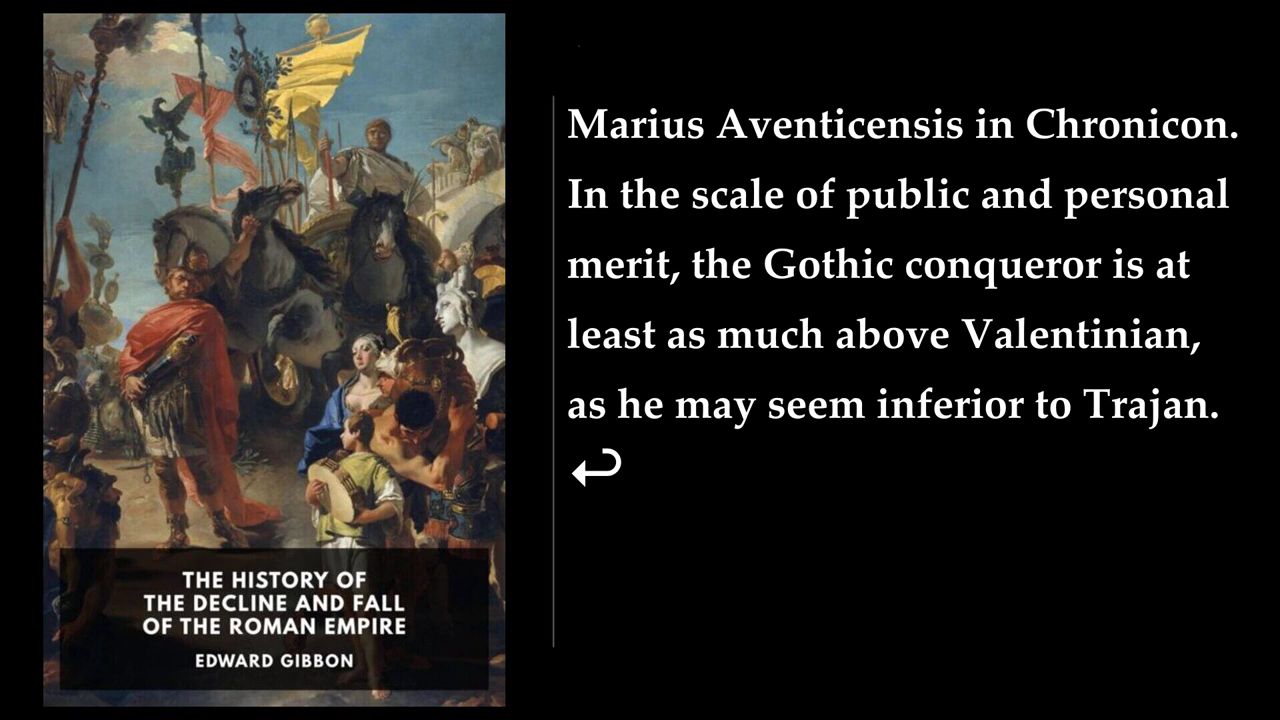 Marius Aventicensis in Chronicon.
In the scale of public and personal
merit, the Gothic conqueror is at
least as much above Valentinian,
as he may seem inferior to Trajan.
↩
THE HISTORY OF
THE DECLINE AND FALL
OF THE ROMAN EMPIRE
EDWARD GIBBON